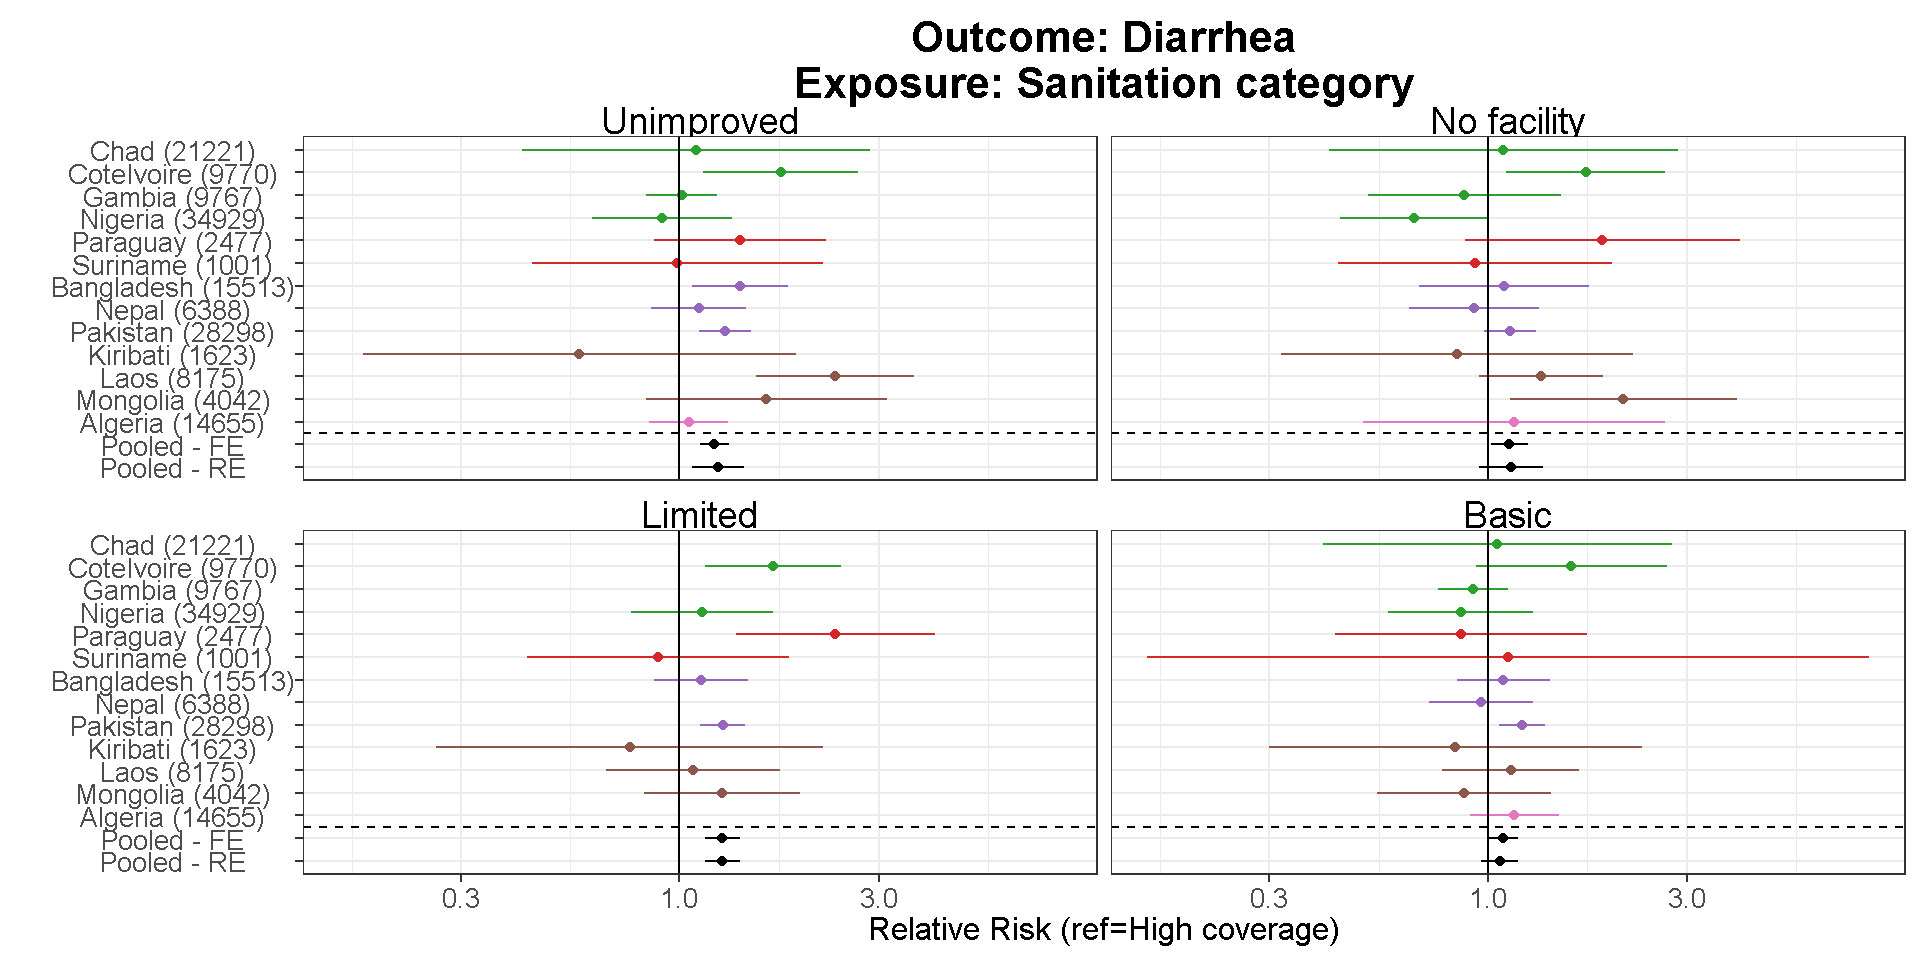 Outcome: Diarrhea
Exposure: Sanitation category
Unimproved
No facility
Chad (21221)
CoteIvoire (9770)
Gambia (9767)
Nigeria (34929)
Paraguay (2477)
Suriname (1001)
Bangladesh (15513)
Nepal (6388)
Pakistan (28298)
Kiribati (1623)
Laos (8175)
Mongolia (4042)
Algeria (14655)
Pooled - FE
Pooled - RE
Limited
Basic
Chad (21221)
CoteIvoire (9770)
Gambia (9767)
Nigeria (34929)
Paraguay (2477)
Suriname (1001)
Bangladesh (15513)
Nepal (6388)
Pakistan (28298)
Kiribati (1623)
Laos (8175)
Mongolia (4042)
Algeria (14655)
Pooled - FE
Pooled - RE
0.3 1.0 3.0 0.3 1.0 3.0
Relative Risk (ref=High coverage)